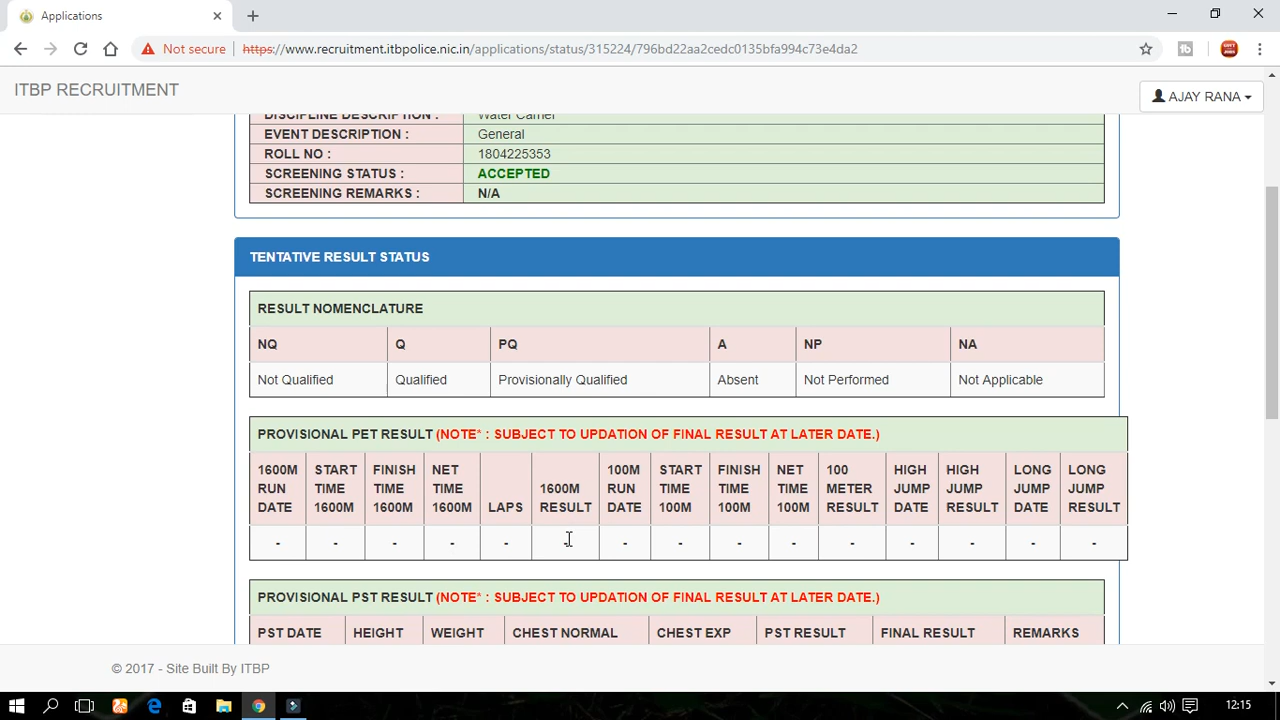 Applications
Not secure https://www.recruitment.itbpolice.nic.in/applications/status/315224/796bd22aa2cedc0135bfa994c73e4da2
ITBP RECRUITMENT
AJAY RANA
DISCIPLINE DESCRIPTION : Water Carrier
EVENT DESCRIPTION : General
ROLL NO : 1804225353
SCREENING STATUS : ACCEPTED
SCREENING REMARKS : N/A
TENTATIVE RESULT STATUS
RESULT NOMENCLATURE
NQ Q PQ A NP NA
Not Qualified Qualified Provisionally Qualified Absent Not Performed Not Applicable
PROVISIONAL PET RESULT (NOTE* : SUBJECT TO UPDATION OF FINAL RESULT AT LATER DATE.)
1600M START FINISH NET 100M START FINISH NET 100 HIGH HIGH LONG LONG
RUN TIME TIME TIME 1600M RUN TIME TIME TIME METER JUMP JUMP JUMP JUMP
DATE 1600M 1600M 1600M LAPS RESULT DATE 100M 100M 100M RESULT DATE RESULT DATE RESULT
- - - - - - - - - - - - - - -
PROVISIONAL PST RESULT (NOTE* : SUBJECT TO UPDATION OF FINAL RESULT AT LATER DATE.)
PST DATE HEIGHT WEIGHT CHEST NORMAL CHEST EXP PST RESULT FINAL RESULT REMARKS
© 2017 - Site Built By ITBP
12:15